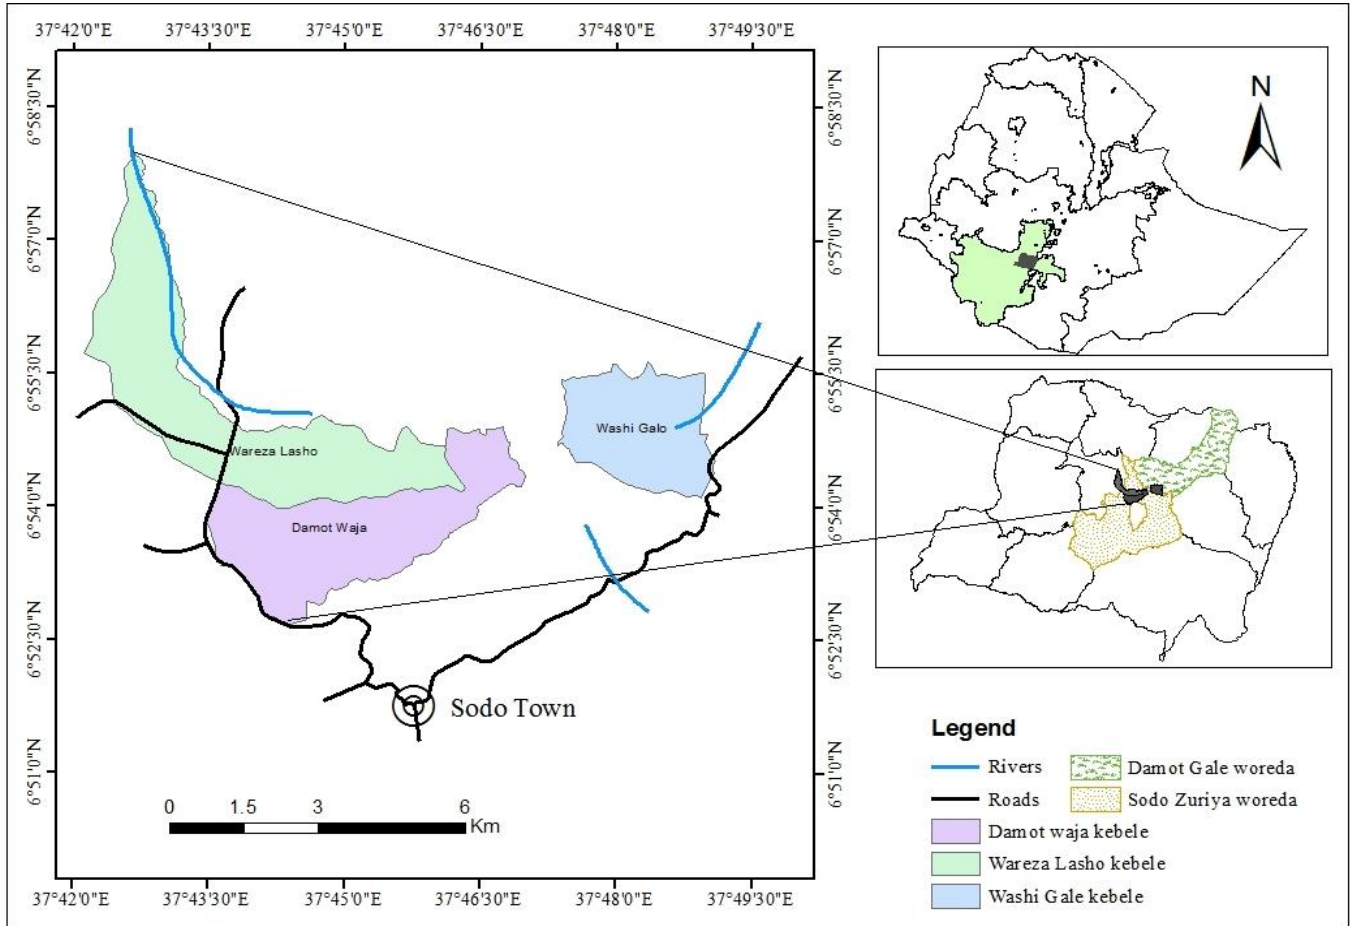 37°42'0"E 37°43'30"E 37°45'0"E 37°46'30"E 37°48'0"E 37°49'30"E
6°58'30"N
6°57'0"N
6°55'30"N
6°54'0"N
6°52'30"N
6°51'0"N
Wareza Lasho
Damot Waja
Washi Galo
Sodo Town
0 1.5 3 6
Km
37°42'0"E 37°43'30"E 37°45'0"E 37°46'30"E 37°48'0"E 37°49'30"E
6°58'30"N
6°57'0"N
6°55'30"N
6°54'0"N
6°52'30"N
6°51'0"N
N
Legend
Rivers
Damot Gale woreda
Roads
Sodo Zuriya woreda
Damot waja kebele
Wareza Lasho kebele
Washi Gale kebele